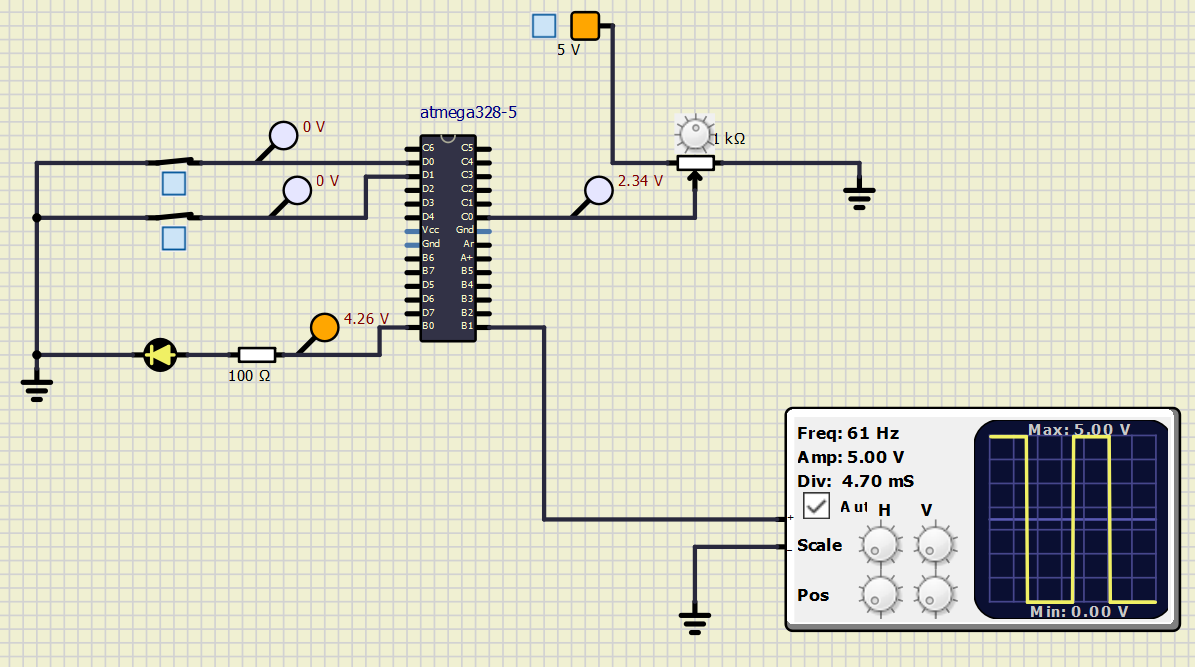 5 V
atmega328-5
0 V
1 kΩ
C6 C5
D0 C4
D1 C3
0 V
2.34 V
D2 C2
D3 C1
D4 C0
Vcc Gnd
Gnd Ar
B6 A+
B7 B5
D5 B4
D6 B3
D7 B2
4.26 V
B0 B1
100 Ω
Freq: 61 Hz
Max: 5.00 V
Amp: 5.00 V
Div: 4.70 mS
Aut H V
+
-
Scale
Pos
Min: 0.00 V